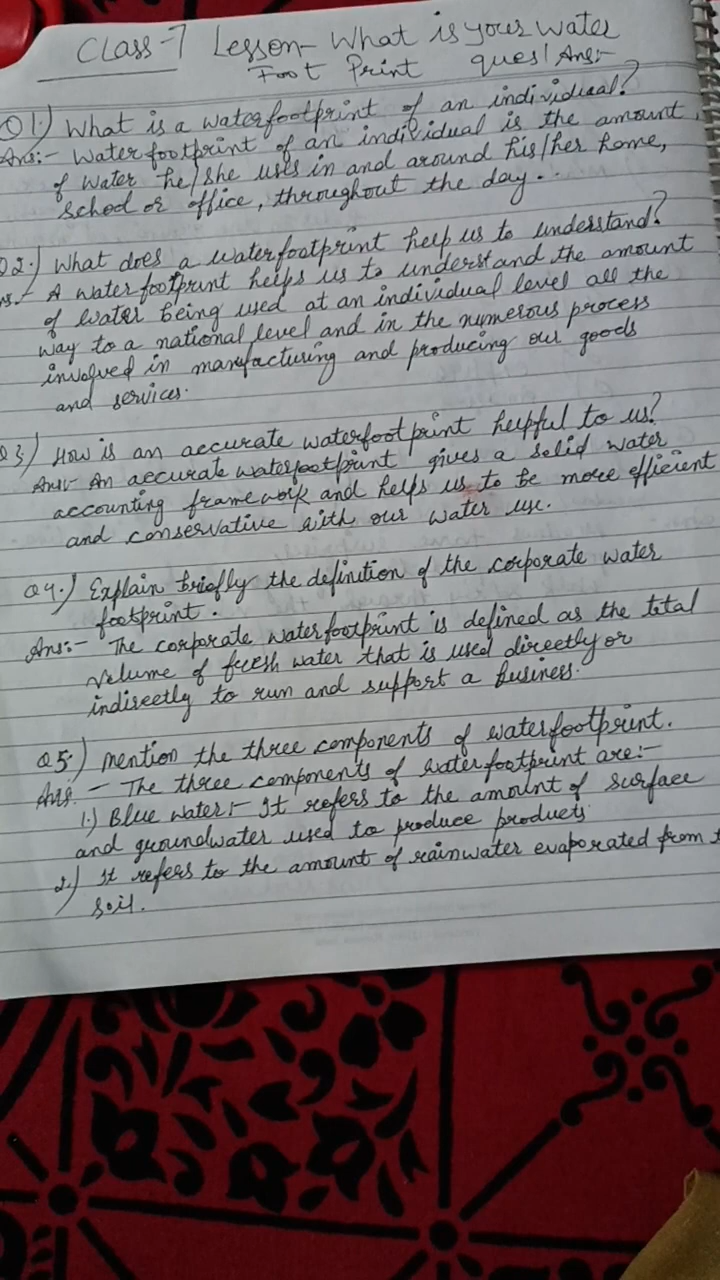 Class-7 Lesson- What is your Water
Foot Print ques/Ans:-
Q1.) What is a waterfootprint of an individual?
Ans:- Water footprint of an individual is the amount
of water he/she uses in and around his/her home,
school or office, throughout the day.
Q2.) What does a waterfootprint help us to understand?
Ans.- A water footprint helps us to understand the amount
of water being used at an individual level all the
way to a national level and in the numerous process
involved in manufacturing and producing our goods
and services.
Q3) How is an accurate waterfootprint helpful to us?
Ans:- An accurate waterfootprint gives a solid water
accounting framework and helps us to be more efficient
and conservative with our water use.
Q4.) Explain briefly the definition of the corporate water
footprint.
Ans:- The corporate waterfootprint is defined as the total
volume of fresh water that is used directly or
indirectly to run and support a business.
Q5.) Mention the three components of waterfootprint.
Ans. - The three components of waterfootprint are:-
1.) Blue water:- It refers to the amount of surface
and groundwater used to produce products
2.) It refers to the amount of rainwater evaporated from
soil.